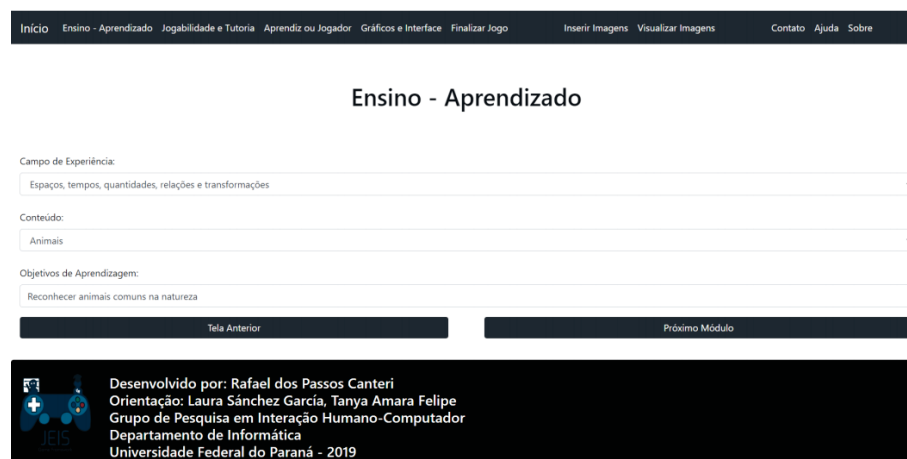 Início Ensino - Aprendizado Jogabilidade e Tutoria Aprendiz ou Jogador Gráficos e Interface Finalizar Jogo Inserir Imagens Visualizar Imagens Contato Ajuda Sobre
Ensino - Aprendizado
Campo de Experiência:
Espaços, tempos, quantidades, relações e transformações
Conteúdo:
Animais
Objetivos de Aprendizagem:
Reconhecer animais comuns na natureza
Tela Anterior Próximo Módulo
Desenvolvido por: Rafael dos Passos Canteri
Orientação: Laura Sánchez García, Tanya Amara Felipe
Grupo de Pesquisa em Interação Humano-Computador
Departamento de Informática
Universidade Federal do Paraná - 2019
JEIS